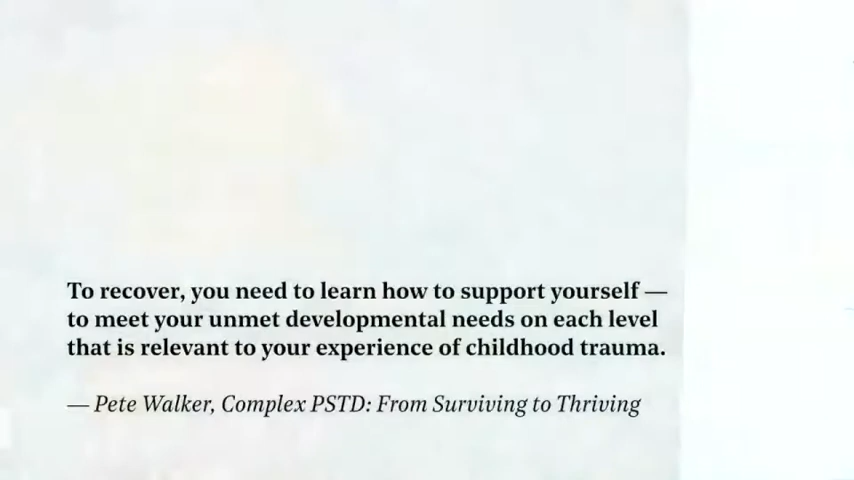 To recover, you need to learn how to support yourself —
to meet your unmet developmental needs on each level
that is relevant to your experience of childhood trauma.
— Pete Walker, Complex PSTD: From Surviving to Thriving